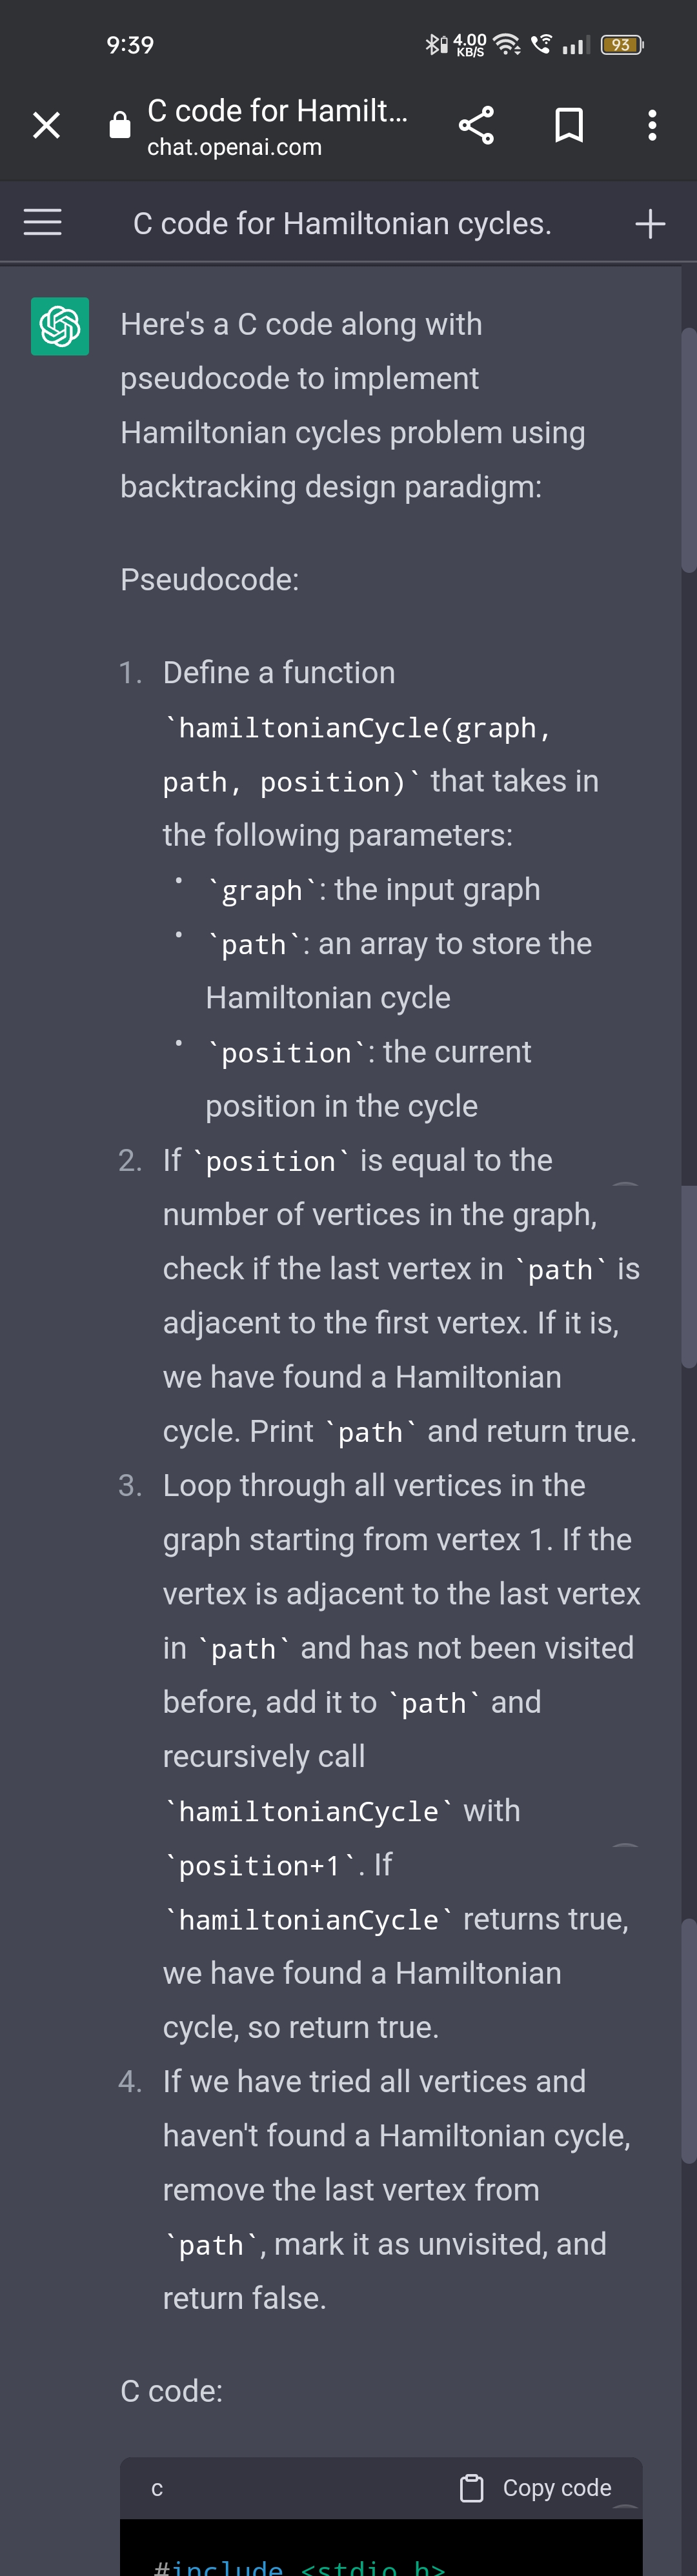 9:39
4.00
KB/S
93
C code for Hamilt...
chat.openai.com
C code for Hamiltonian cycles.
Here's a C code along with
pseudocode to implement
Hamiltonian cycles problem using
backtracking design paradigm:
Pseudocode:
1. Define a function
`hamiltonianCycle(graph,
path, position)` that takes in
the following parameters:
• `graph`: the input graph
• `path`: an array to store the
Hamiltonian cycle
• `position`: the current
position in the cycle
2. If `position` is equal to the
number of vertices in the graph,
check if the last vertex in `path` is
adjacent to the first vertex. If it is,
we have found a Hamiltonian
cycle. Print `path` and return true.
3. Loop through all vertices in the
graph starting from vertex 1. If the
vertex is adjacent to the last vertex
in `path` and has not been visited
before, add it to `path` and
recursively call
`hamiltonianCycle` with
`position+1`. If
`hamiltonianCycle` returns true,
we have found a Hamiltonian
cycle, so return true.
4. If we have tried all vertices and
haven't found a Hamiltonian cycle,
remove the last vertex from
`path`, mark it as unvisited, and
return false.
C code:
c Copy code
#include <stdio.h>